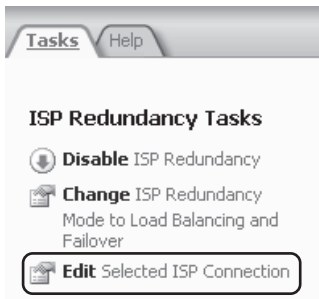 Tasks Help
ISP Redundancy Tasks
Disable ISP Redundancy
Change ISP Redundancy
Mode to Load Balancing and
Failover
Edit Selected ISP Connection